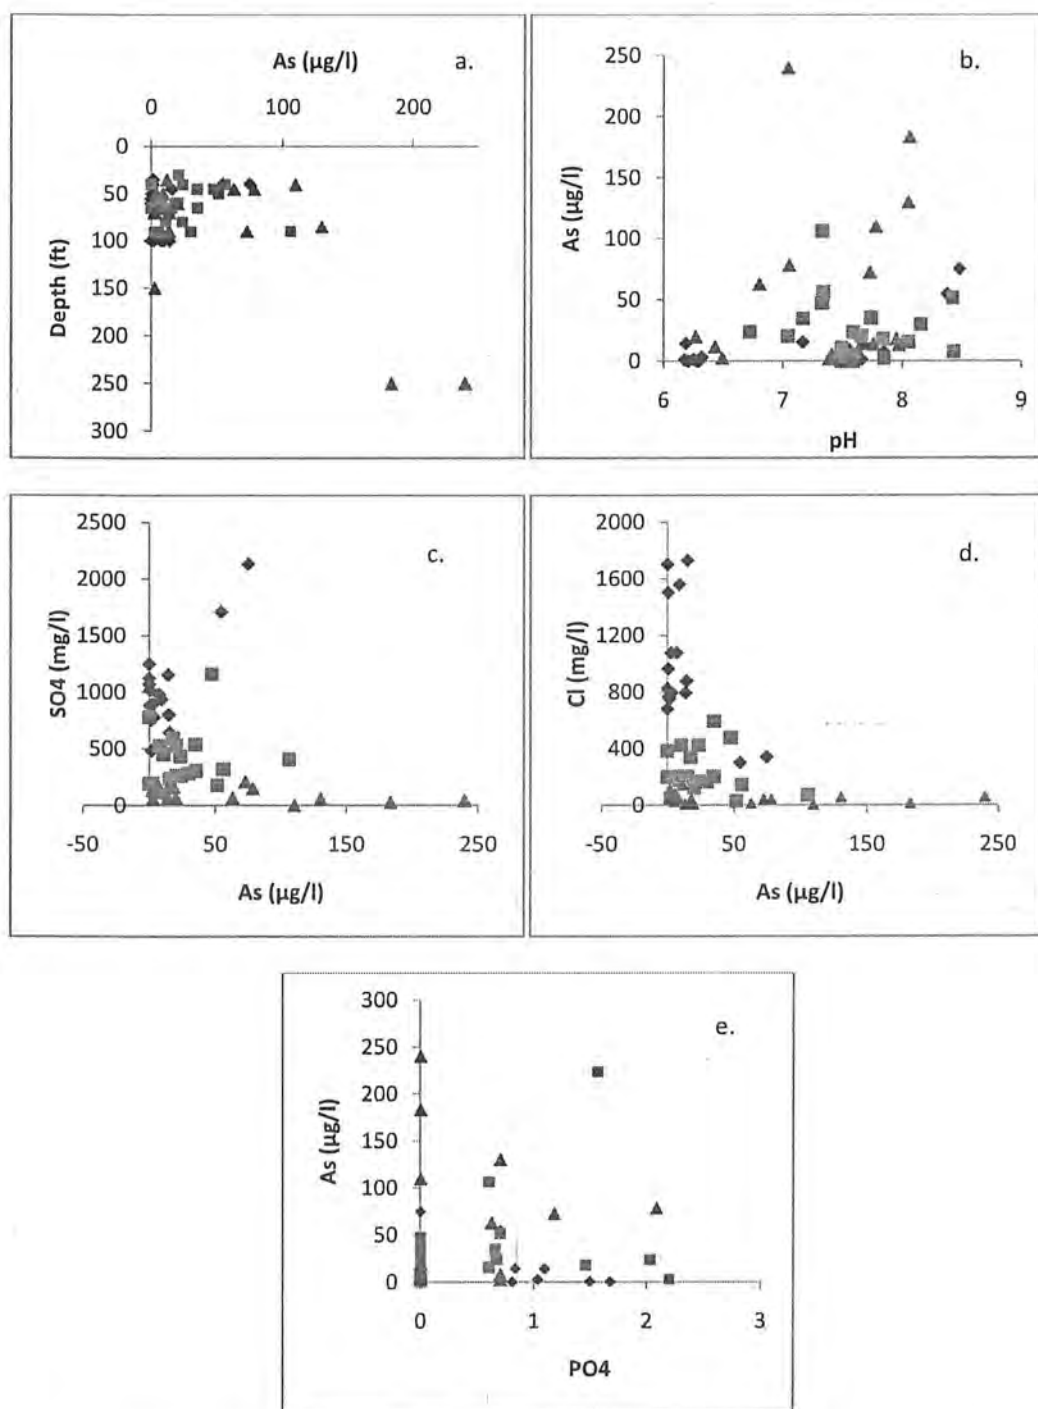 As (µg/l)
a.
0 100 200
0
50
100
150
200
250
300
Depth (ft)
b.
250
200
150
100
50
0
As (µg/l)
6 7 8 9
pH
c.
2500
2000
1500
1000
500
0
SO4 (mg/l)
-50 50 150 250
As (µg/l)
d.
2000
1600
1200
800
400
0
Cl (mg/l)
-50 50 150 250
As (µg/l)
e.
300
250
200
150
100
50
0
As (µg/l)
0 1 2 3
PO4